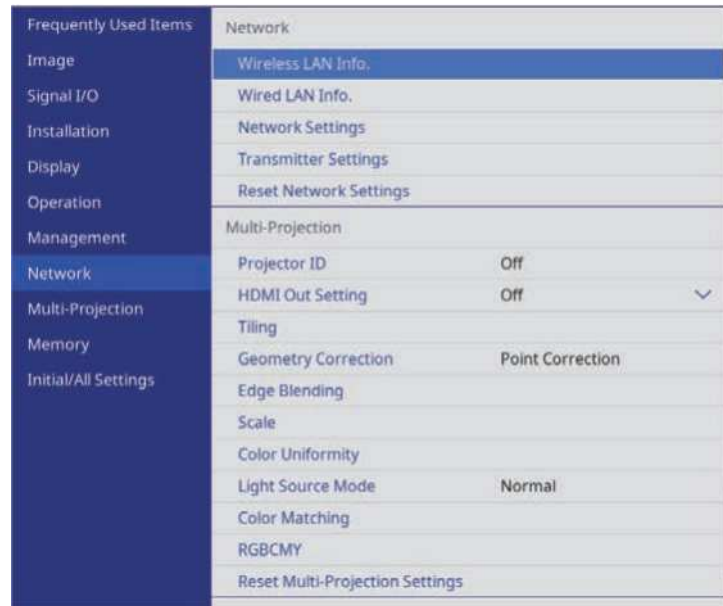 Frequently Used Items
Image
Signal I/O
Installation
Display
Operation
Management
Network
Multi-Projection
Memory
Initial/All Settings
Network
Wireless LAN Info.
Wired LAN Info.
Network Settings
Transmitter Settings
Reset Network Settings
Multi-Projection
Projector ID Off
HDMI Out Setting Off
Tiling
Geometry Correction Point Correction
Edge Blending
Scale
Color Uniformity
Light Source Mode Normal
Color Matching
RGBCMY
Reset Multi-Projection Settings